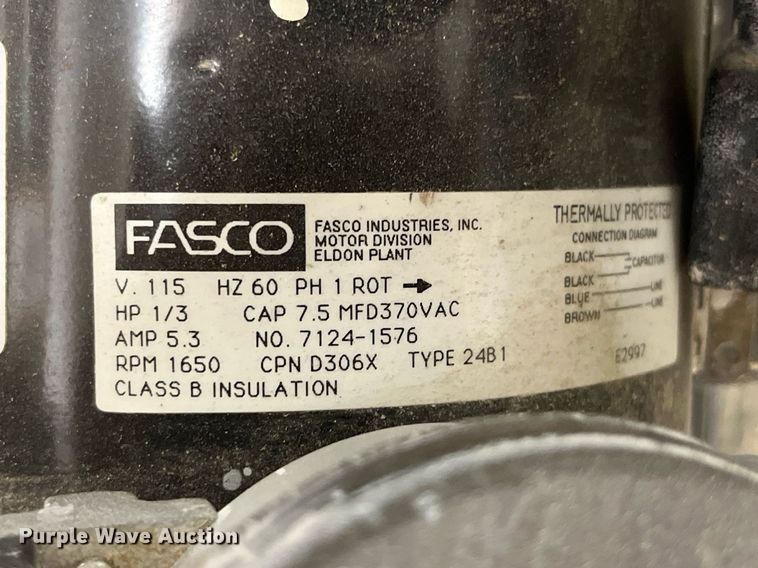 FASCO
FASCO INDUSTRIES, INC.
MOTOR DIVISION
ELDON PLANT
V. 115 HZ 60 PH 1 ROT →
HP 1/3 CAP 7.5 MFD370VAC
AMP 5.3 NO. 7124-1576
RPM 1650 CPN D306X TYPE 24B1
CLASS B INSULATION
THERMALLY PROTECTED
CONNECTION DIAGRAM
BLACK CAPACITOR
BLACK
BLUE LINE
BROWN LINE
E2997
Purple Wave Auction